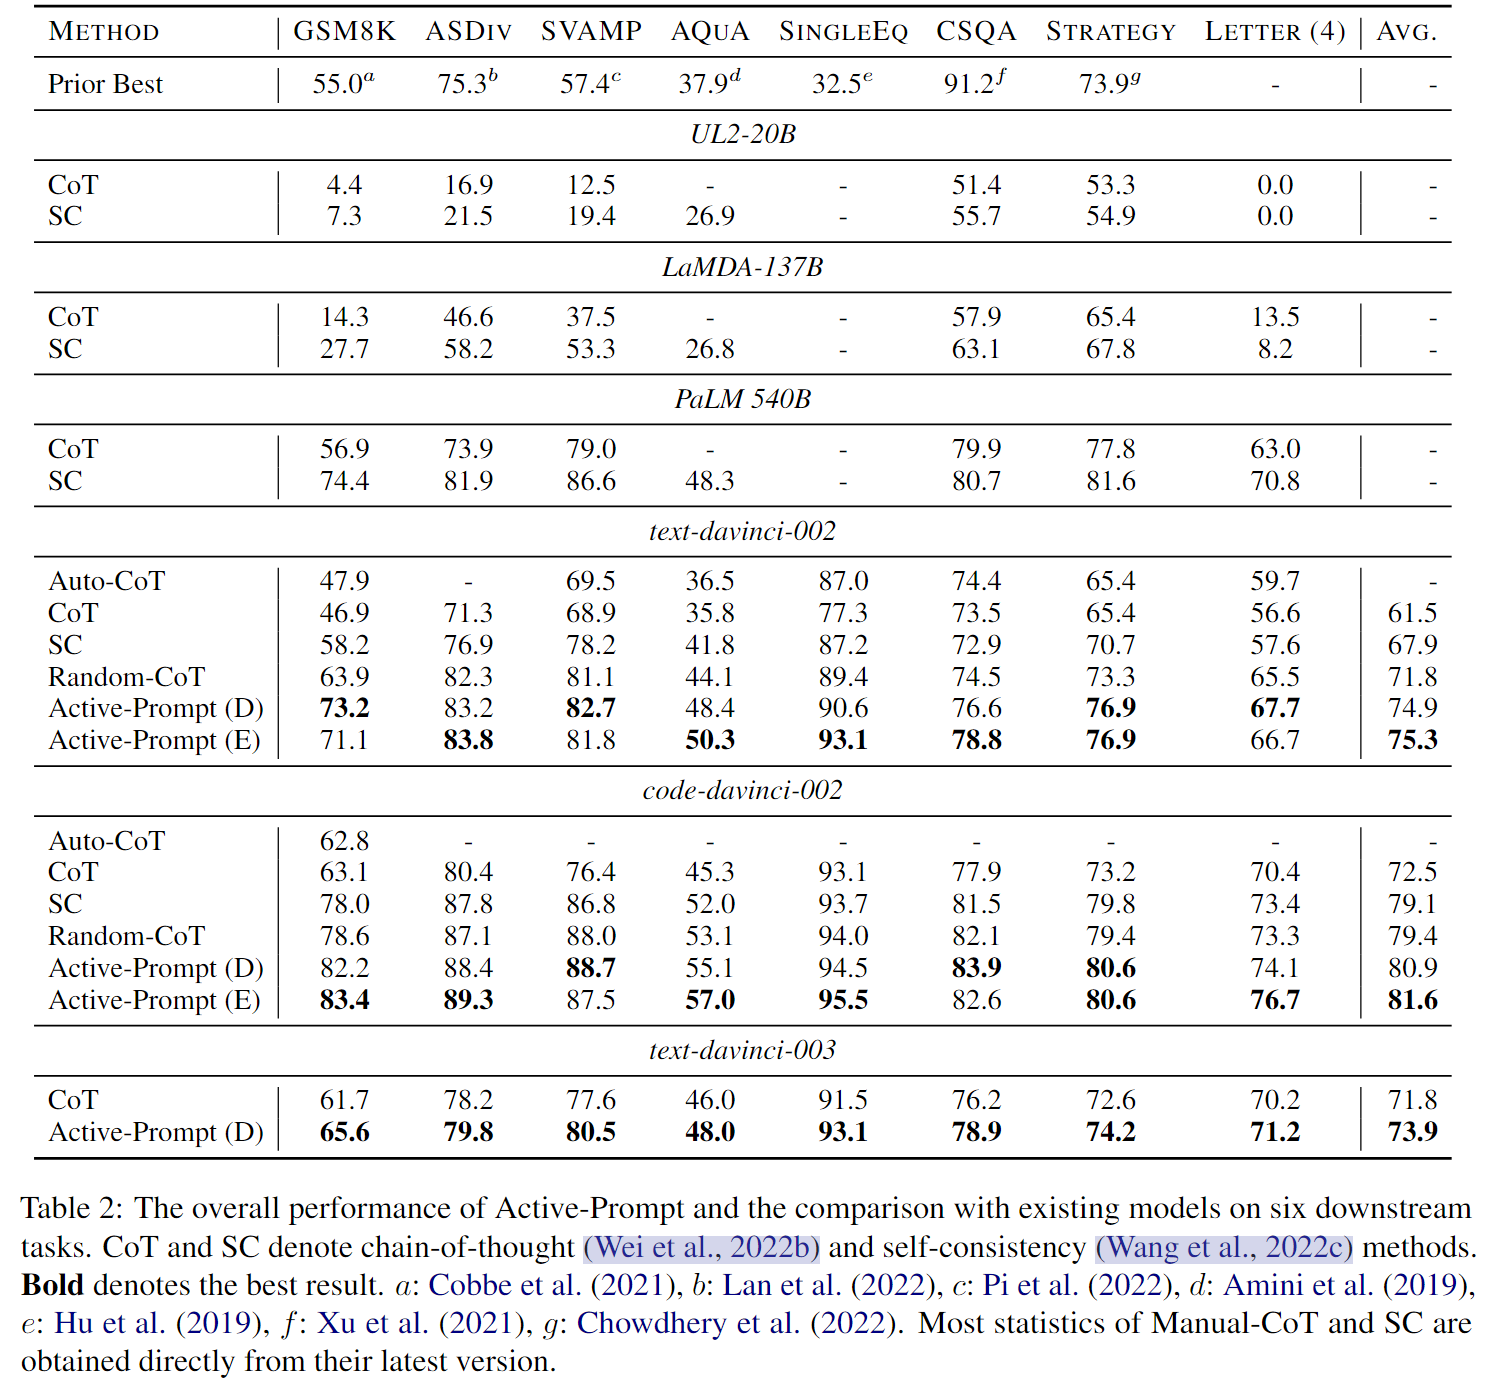 METHOD GSM8K ASDIV SVAMP AQUA SINGLEEQ CSQA STRATEGY LETTER (4) AVG.
Prior Best 55.0a 75.3b 57.4c 37.9d 32.5e 91.2f 73.9g - -
UL2-20B
CoT 4.4 16.9 12.5 - - 51.4 53.3 0.0 -
SC 7.3 21.5 19.4 26.9 - 55.7 54.9 0.0 -
LaMDA-137B
CoT 14.3 46.6 37.5 - - 57.9 65.4 13.5 -
SC 27.7 58.2 53.3 26.8 - 63.1 67.8 8.2 -
PaLM 540B
CoT 56.9 73.9 79.0 - - 79.9 77.8 63.0 -
SC 74.4 81.9 86.6 48.3 - 80.7 81.6 70.8 -
text-davinci-002
Auto-CoT 47.9 - 69.5 36.5 87.0 74.4 65.4 59.7 -
CoT 46.9 71.3 68.9 35.8 77.3 73.5 65.4 56.6 61.5
SC 58.2 76.9 78.2 41.8 87.2 72.9 70.7 57.6 67.9
Random-CoT 63.9 82.3 81.1 44.1 89.4 74.5 73.3 65.5 71.8
Active-Prompt (D) 73.2 83.2 82.7 48.4 90.6 76.6 76.9 67.7 74.9
Active-Prompt (E) 71.1 83.8 81.8 50.3 93.1 78.8 76.9 66.7 75.3
code-davinci-002
Auto-CoT 62.8 - - - - - - - -
CoT 63.1 80.4 76.4 45.3 93.1 77.9 73.2 70.4 72.5
SC 78.0 87.8 86.8 52.0 93.7 81.5 79.8 73.4 79.1
Random-CoT 78.6 87.1 88.0 53.1 94.0 82.1 79.4 73.3 79.4
Active-Prompt (D) 82.2 88.4 88.7 55.1 94.5 83.9 80.6 74.1 80.9
Active-Prompt (E) 83.4 89.3 87.5 57.0 95.5 82.6 80.6 76.7 81.6
text-davinci-003
CoT 61.7 78.2 77.6 46.0 91.5 76.2 72.6 70.2 71.8
Active-Prompt (D) 65.6 79.8 80.5 48.0 93.1 78.9 74.2 71.2 73.9
Table 2: The overall performance of Active-Prompt and the comparison with existing models on six downstream
tasks. CoT and SC denote chain-of-thought (Wei et al., 2022b) and self-consistency (Wang et al., 2022c) methods.
Bold denotes the best result. a: Cobbe et al. (2021), b: Lan et al. (2022), c: Pi et al. (2022), d: Amini et al. (2019),
e: Hu et al. (2019), f: Xu et al. (2021), g: Chowdhery et al. (2022). Most statistics of Manual-CoT and SC are
obtained directly from their latest version.